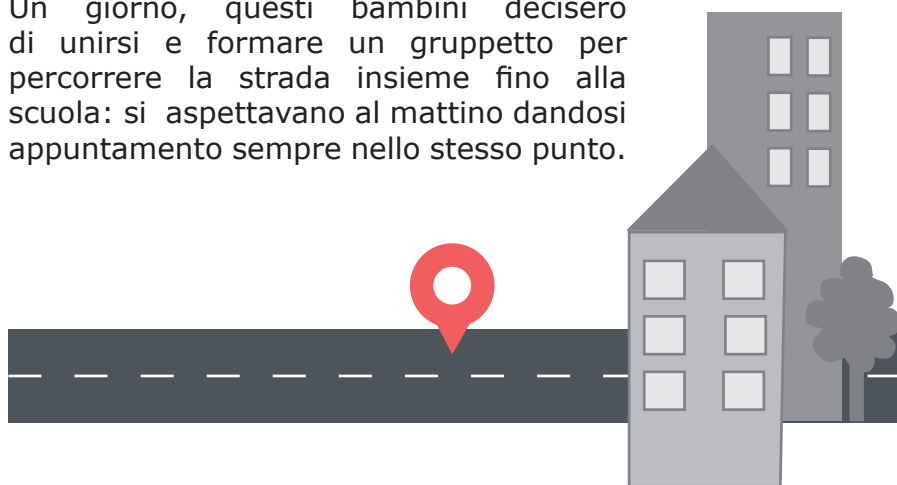 Un giorno, questi bambini decisero
di unirsi e formare un gruppetto per
percorrere la strada insieme fino alla
scuola: si aspettavano al mattino dandosi
appuntamento sempre nello stesso punto.